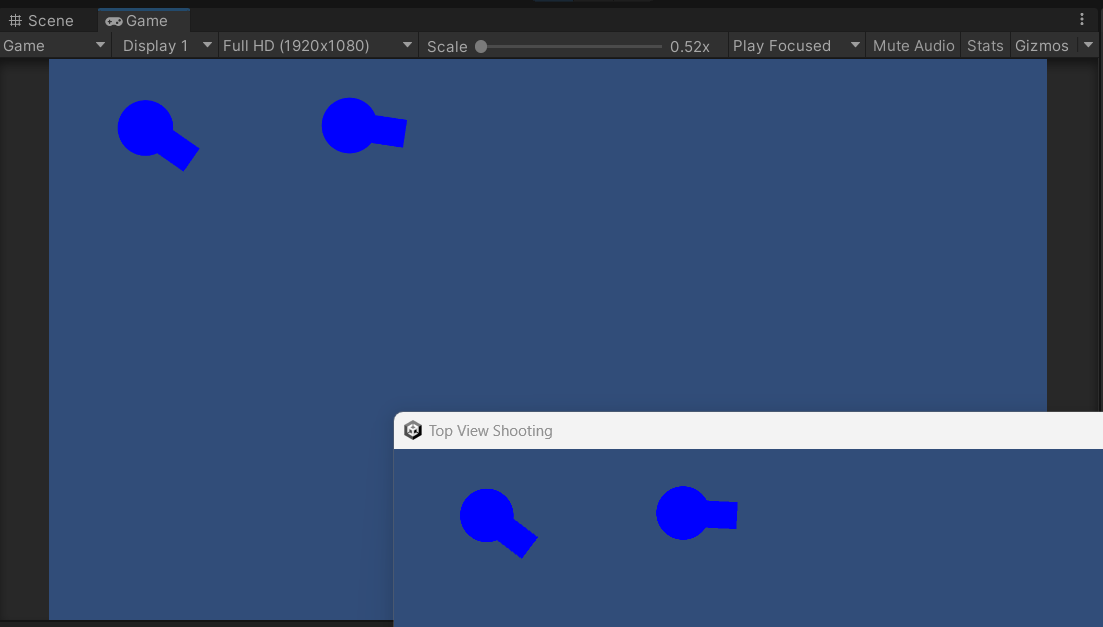 Scene Game
Game Display 1 Full HD (1920x1080) Scale 0.52x Play Focused Mute Audio Stats Gizmos
Top View Shooting